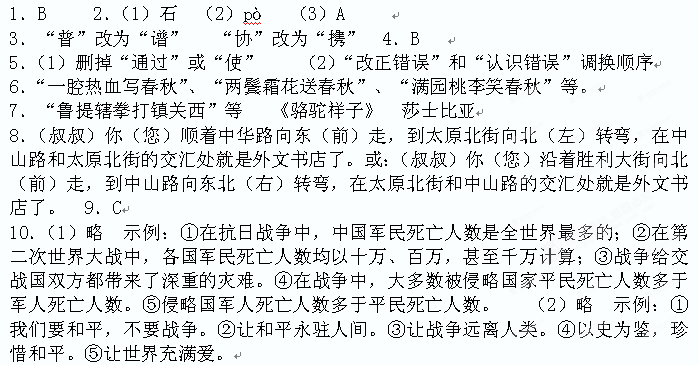 1．B　2．（1）石　（2）pò　（3）A
3．“普”改为“谱”　“协”改为“携”　4．B
5．（1）删掉“通过”或“使”　（2）“改正错误”和“认识错误”调换顺序
6．“一腔热血写春秋”、“两鬓霜花送春秋”、“满园桃李笑春秋”等。
7．“鲁提辖拳打镇关西”等　《骆驼样子》　莎士比亚
8．（叔叔）你（您）顺着中华路向东（前）走，到太原北街向北（左）转弯，在中
山路和太原北街的交汇处就是外文书店了。或：（叔叔）你（您）沿着胜利大街向北
（前）走，到中山路向东北（右）转弯，在太原北街和中山路的交汇处就是外文书
店了。　9．C
10．（1）略　示例：①在抗日战争中，中国军民死亡人数是全世界最多的；②在第
二次世界大战中，各国军民死亡人数均以十万、百万，甚至千万计算；③战争给交
战国双方都带来了深重的灾难。④在战争中，大多数被侵略国家平民死亡人数多于
军人死亡人数。⑤侵略国军人死亡人数多于平民死亡人数。　（2）略　示例：①
我们要和平，不要战争。②让和平永驻人间。③让战争远离人类。④以史为鉴，珍
惜和平。⑤让世界充满爱。